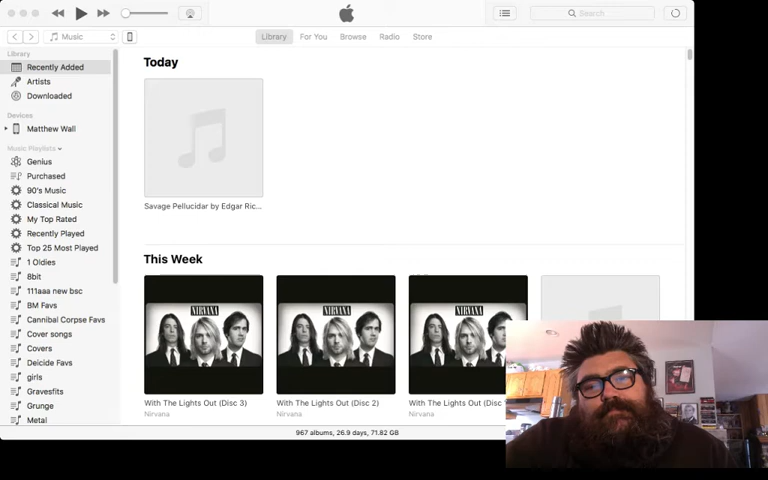 Search
Music
Library For You Browse Radio Store
Library
Recently Added
Artists
Downloaded
Devices
Matthew Wall
Music Playlists
Genius
Purchased
90's Music
Classical Music
My Top Rated
Recently Played
Top 25 Most Played
1 Oldies
8bit
111aaa new bsc
BM Favs
Cannibal Corpse Favs
Cover songs
Covers
Deicide Favs
girls
Gravesfits
Grunge
Metal
Today
Savage Pellucidar by Edgar Ric...
This Week
NIRVANA
NIRVANA
NIRVANA
With The Lights Out (Disc 3)
Nirvana
With The Lights Out (Disc 2)
Nirvana
With The Lights Out (Disc
Nirvana
967 albums, 26.9 days, 71.82 GB